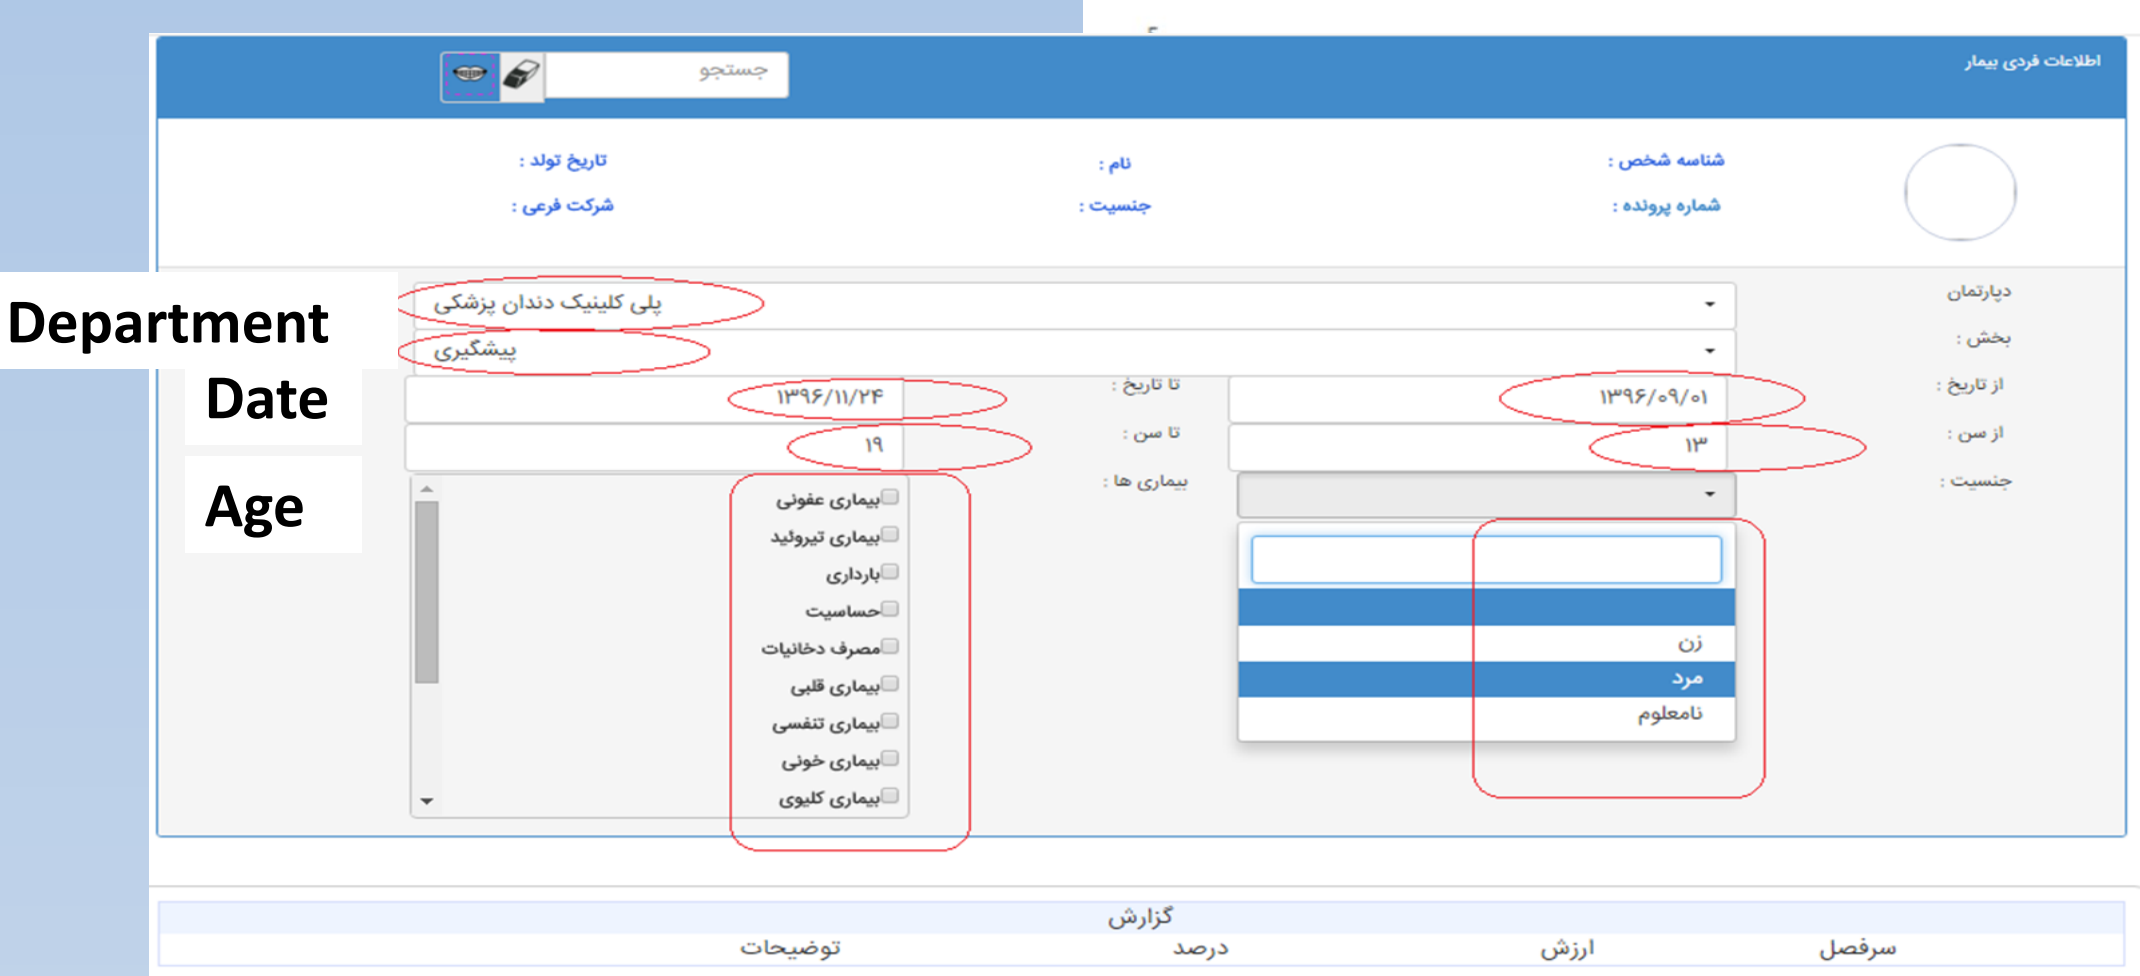 اطلاعات فردی بیمار
جستجو
شناسه شخص : نام : تاریخ تولد :
شماره پرونده : جنسیت : شرکت فرعی :
Department
دپارتمان پلی کلینیک دندان پزشکی
بخش : پیشگیری
Date
از تاریخ : ۱۳۹۶/۰۹/۰۱ تا تاریخ : ۱۳۹۶/۱۱/۲۴
Age
از سن : ۱۳ تا سن : ۱۹
جنسیت : بیماری ها :
زن
مرد
نامعلوم
بیماری عفونی
بیماری تیروئید
بارداری
حساسیت
مصرف دخانیات
بیماری قلبی
بیماری تنفسی
بیماری خونی
بیماری کلیوی
گزارش
سرفصل ارزش درصد توضیحات